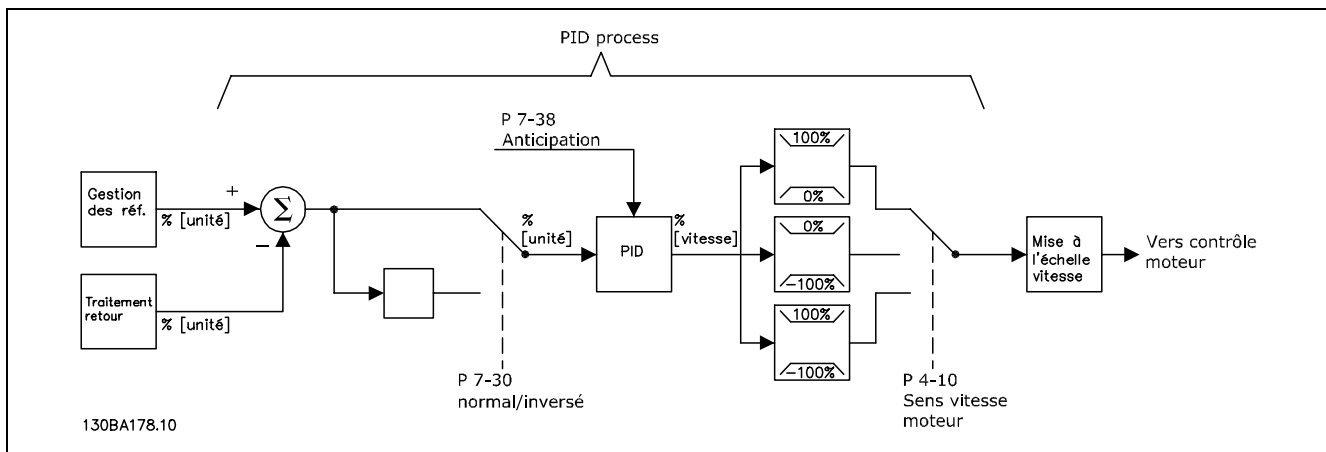 PID process
P 7-38
Anticipation
Gestion
des réf.
+
% [unité]
Σ
−
Traitement
retour
% [unité]
%
[unité]
PID
%
[vitesse]
100%
0%
0%
-100%
100%
-100%
Mise à
l'échelle
vitesse
Vers contrôle
moteur
P 7-30
normal/inversé
P 4-10
Sens vitesse
moteur
130BA178.10